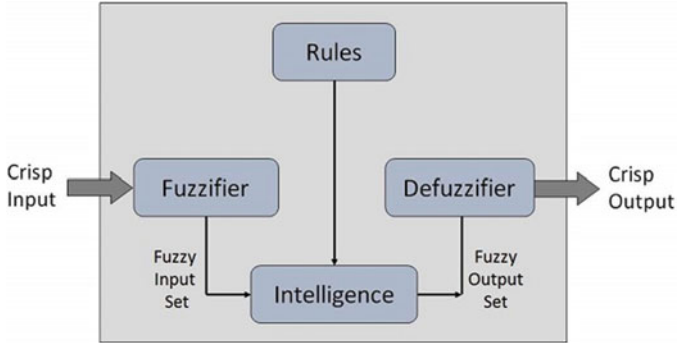 Rules
Crisp
Input
Fuzzifier
Defuzzifier
Crisp
Output
Fuzzy
Input
Set
Intelligence
Fuzzy
Output
Set